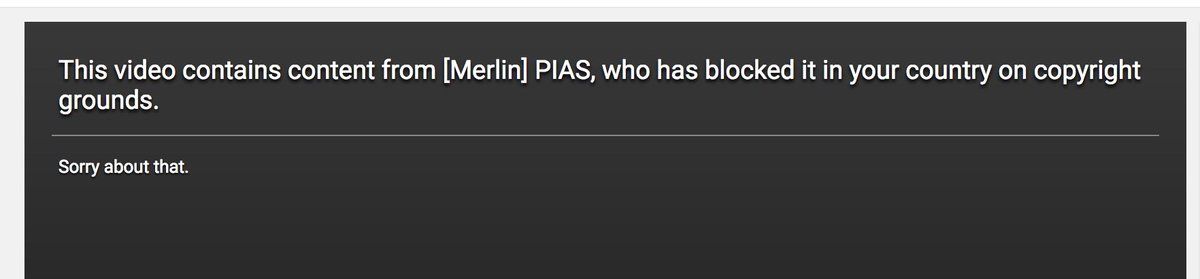 This video contains content from [Merlin] PIAS, who has blocked it in your country on copyright
grounds.
Sorry about that.